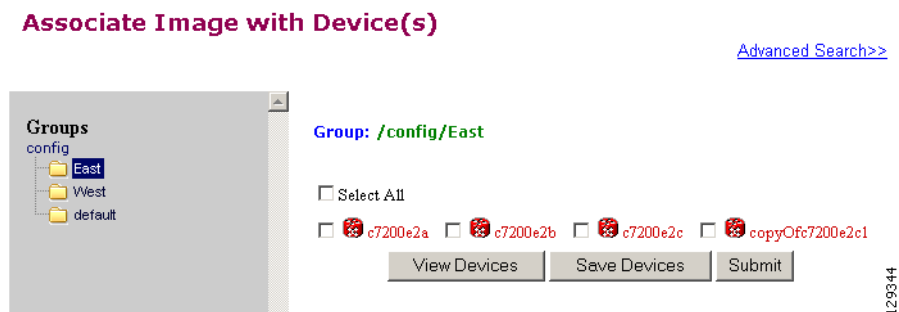 Associate Image with Device(s)
Advanced Search>>
Groups
config
East
West
default
Group: /config/East
Select All
c7200e2a c7200e2b c7200e2c copyOfc7200e2c1
View Devices Save Devices Submit
129344